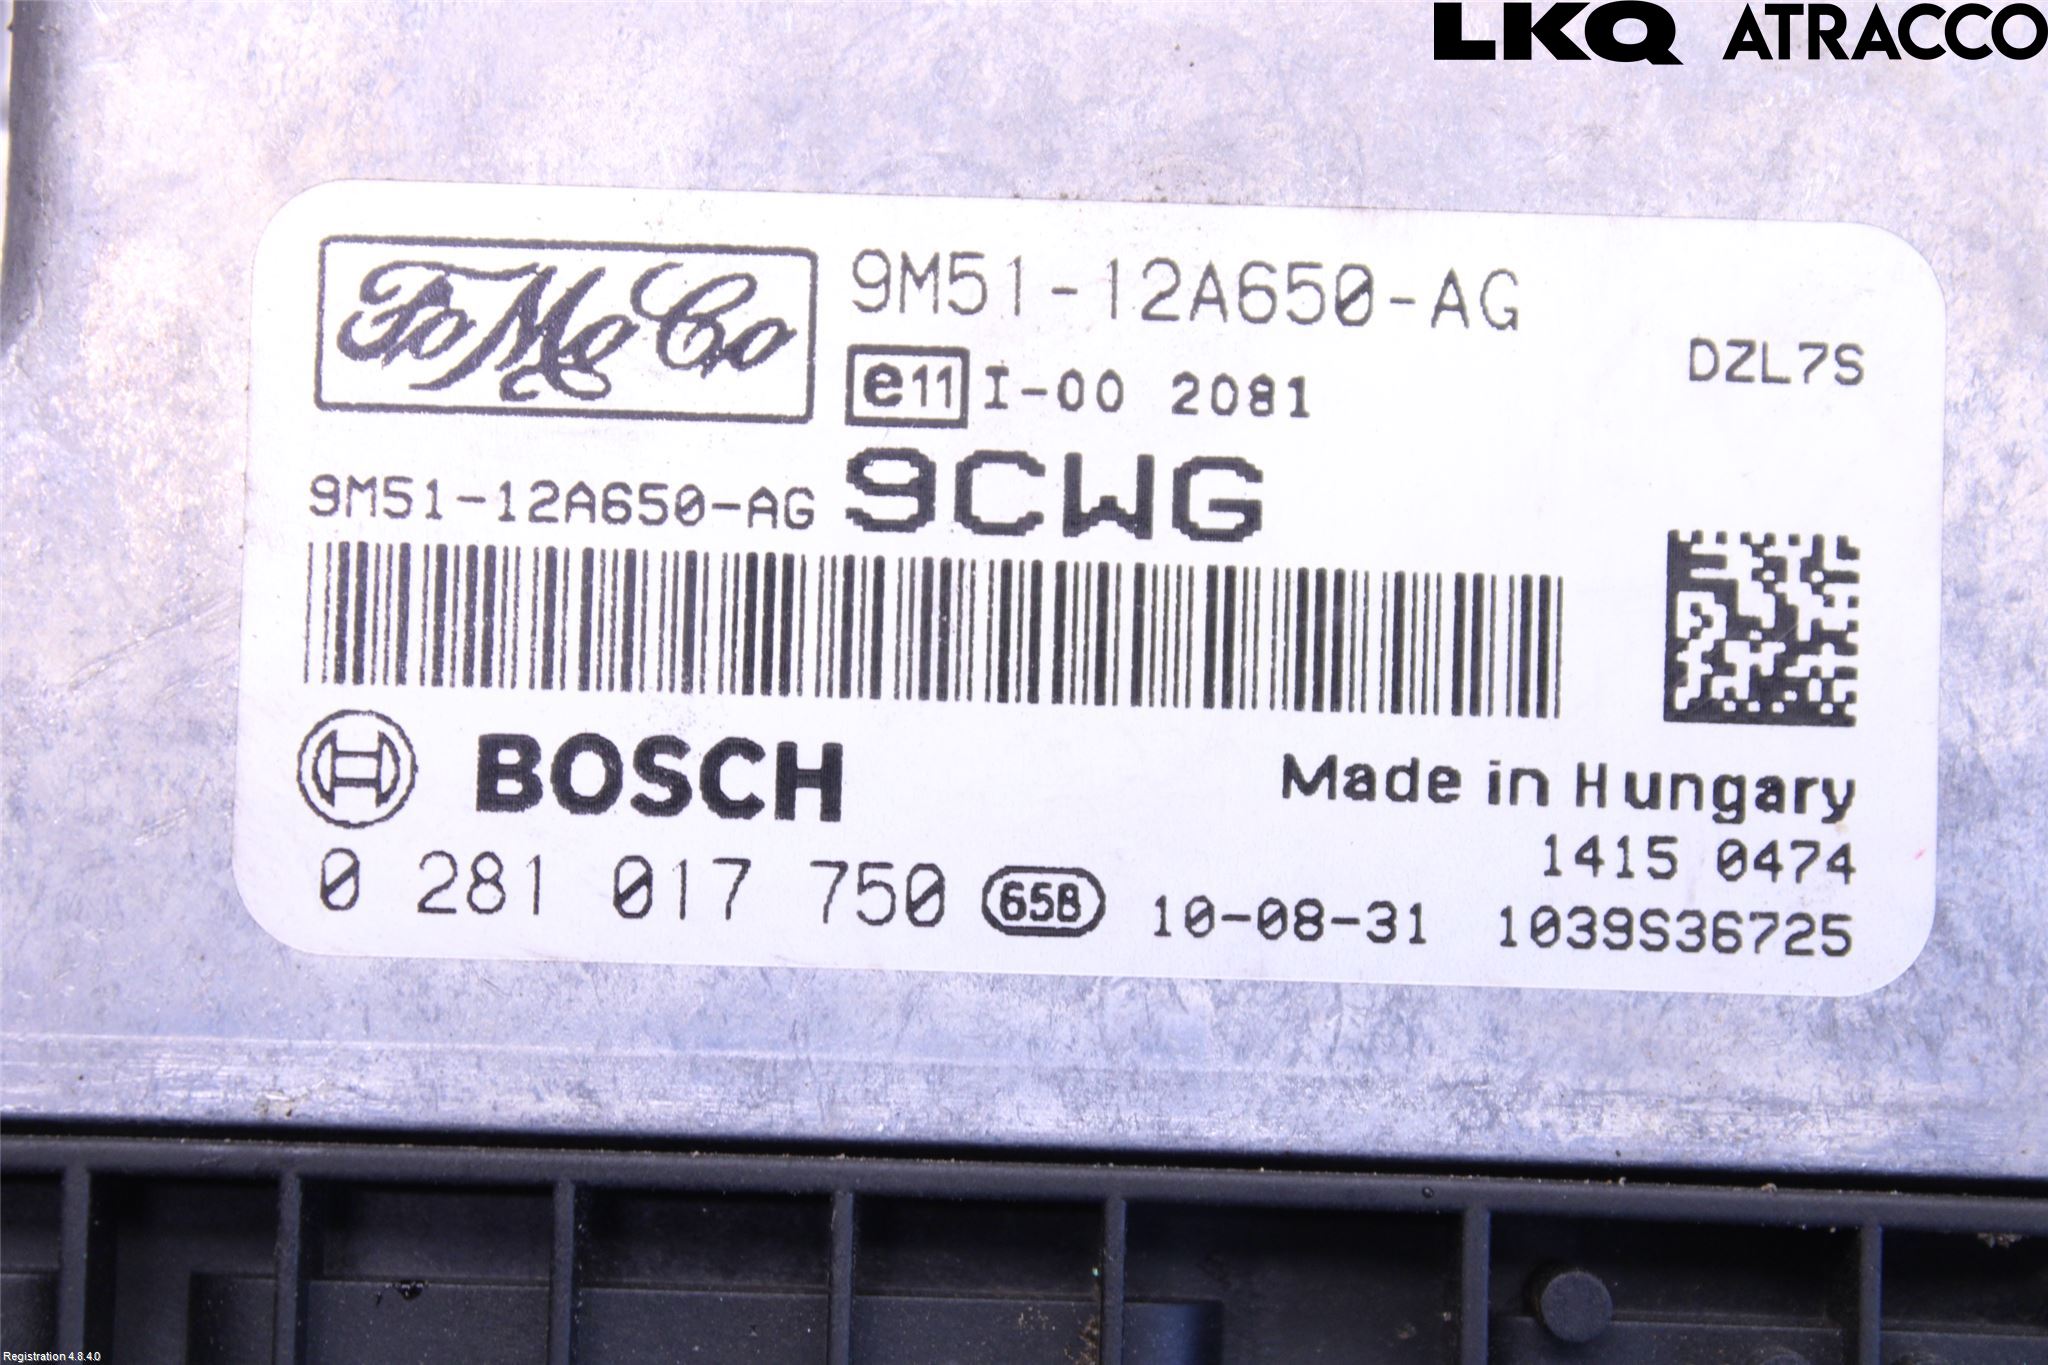 LKQ ATRACCO
FoMoCo
9M51-12A650-AG
e11 I-00 2081
DZL7S
9M51-12A650-AG
9CWG
BOSCH
Made in Hungary
1415 0474
0 281 017 750 658 10-08-31 1039S36725
Registration 4.8.4.0